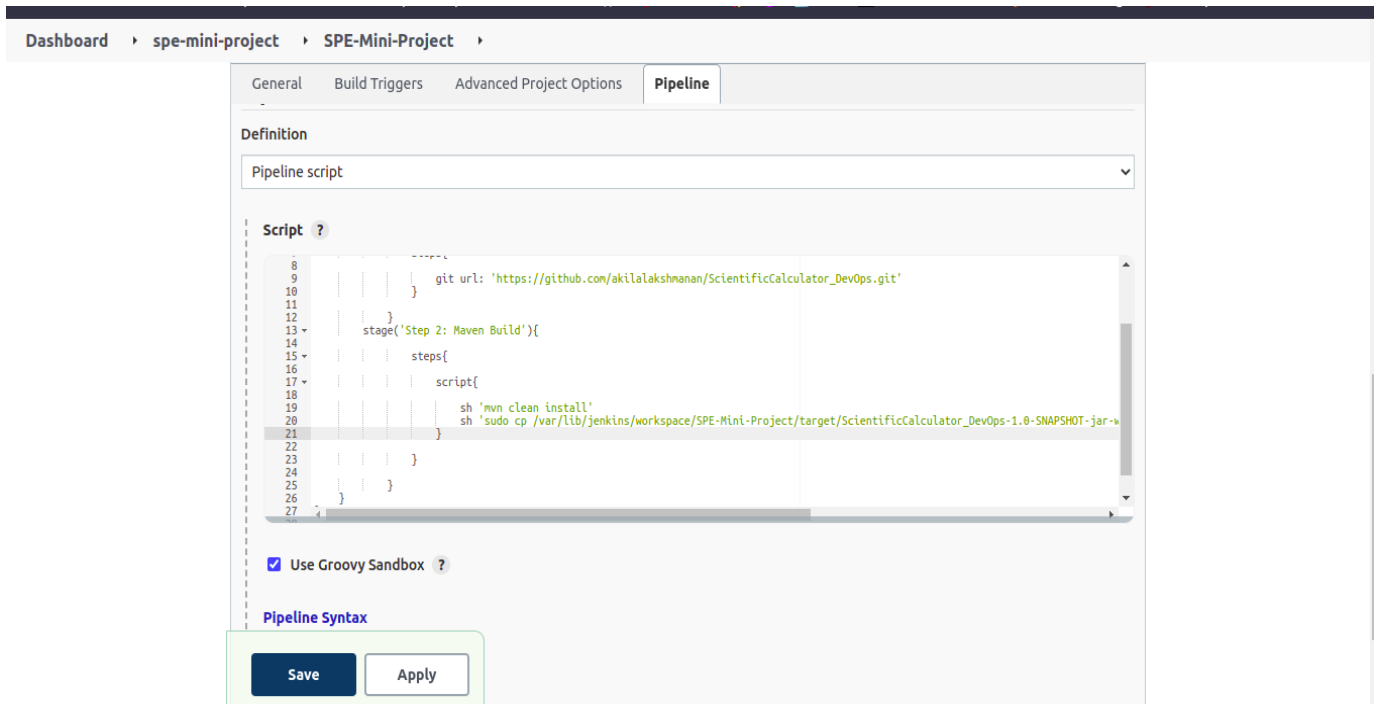 Dashboard spe-mini-project SPE-Mini-Project
General Build Triggers Advanced Project Options Pipeline
Definition
Pipeline script
Script ?
8
9 git url: 'https://github.com/akilalakshmanan/ScientificCalculator_DevOps.git'
10 }
11
12 }
13 stage('Step 2: Maven Build'){
14
15 steps{
16
17 script{
18
19 sh 'mvn clean install'
20 sh 'sudo cp /var/lib/jenkins/workspace/SPE-Mini-Project/target/ScientificCalculator_DevOps-1.0-SNAPSHOT-jar-w
21 }
22
23 }
24
25 }
26 }
27
Use Groovy Sandbox ?
Pipeline Syntax
Save Apply